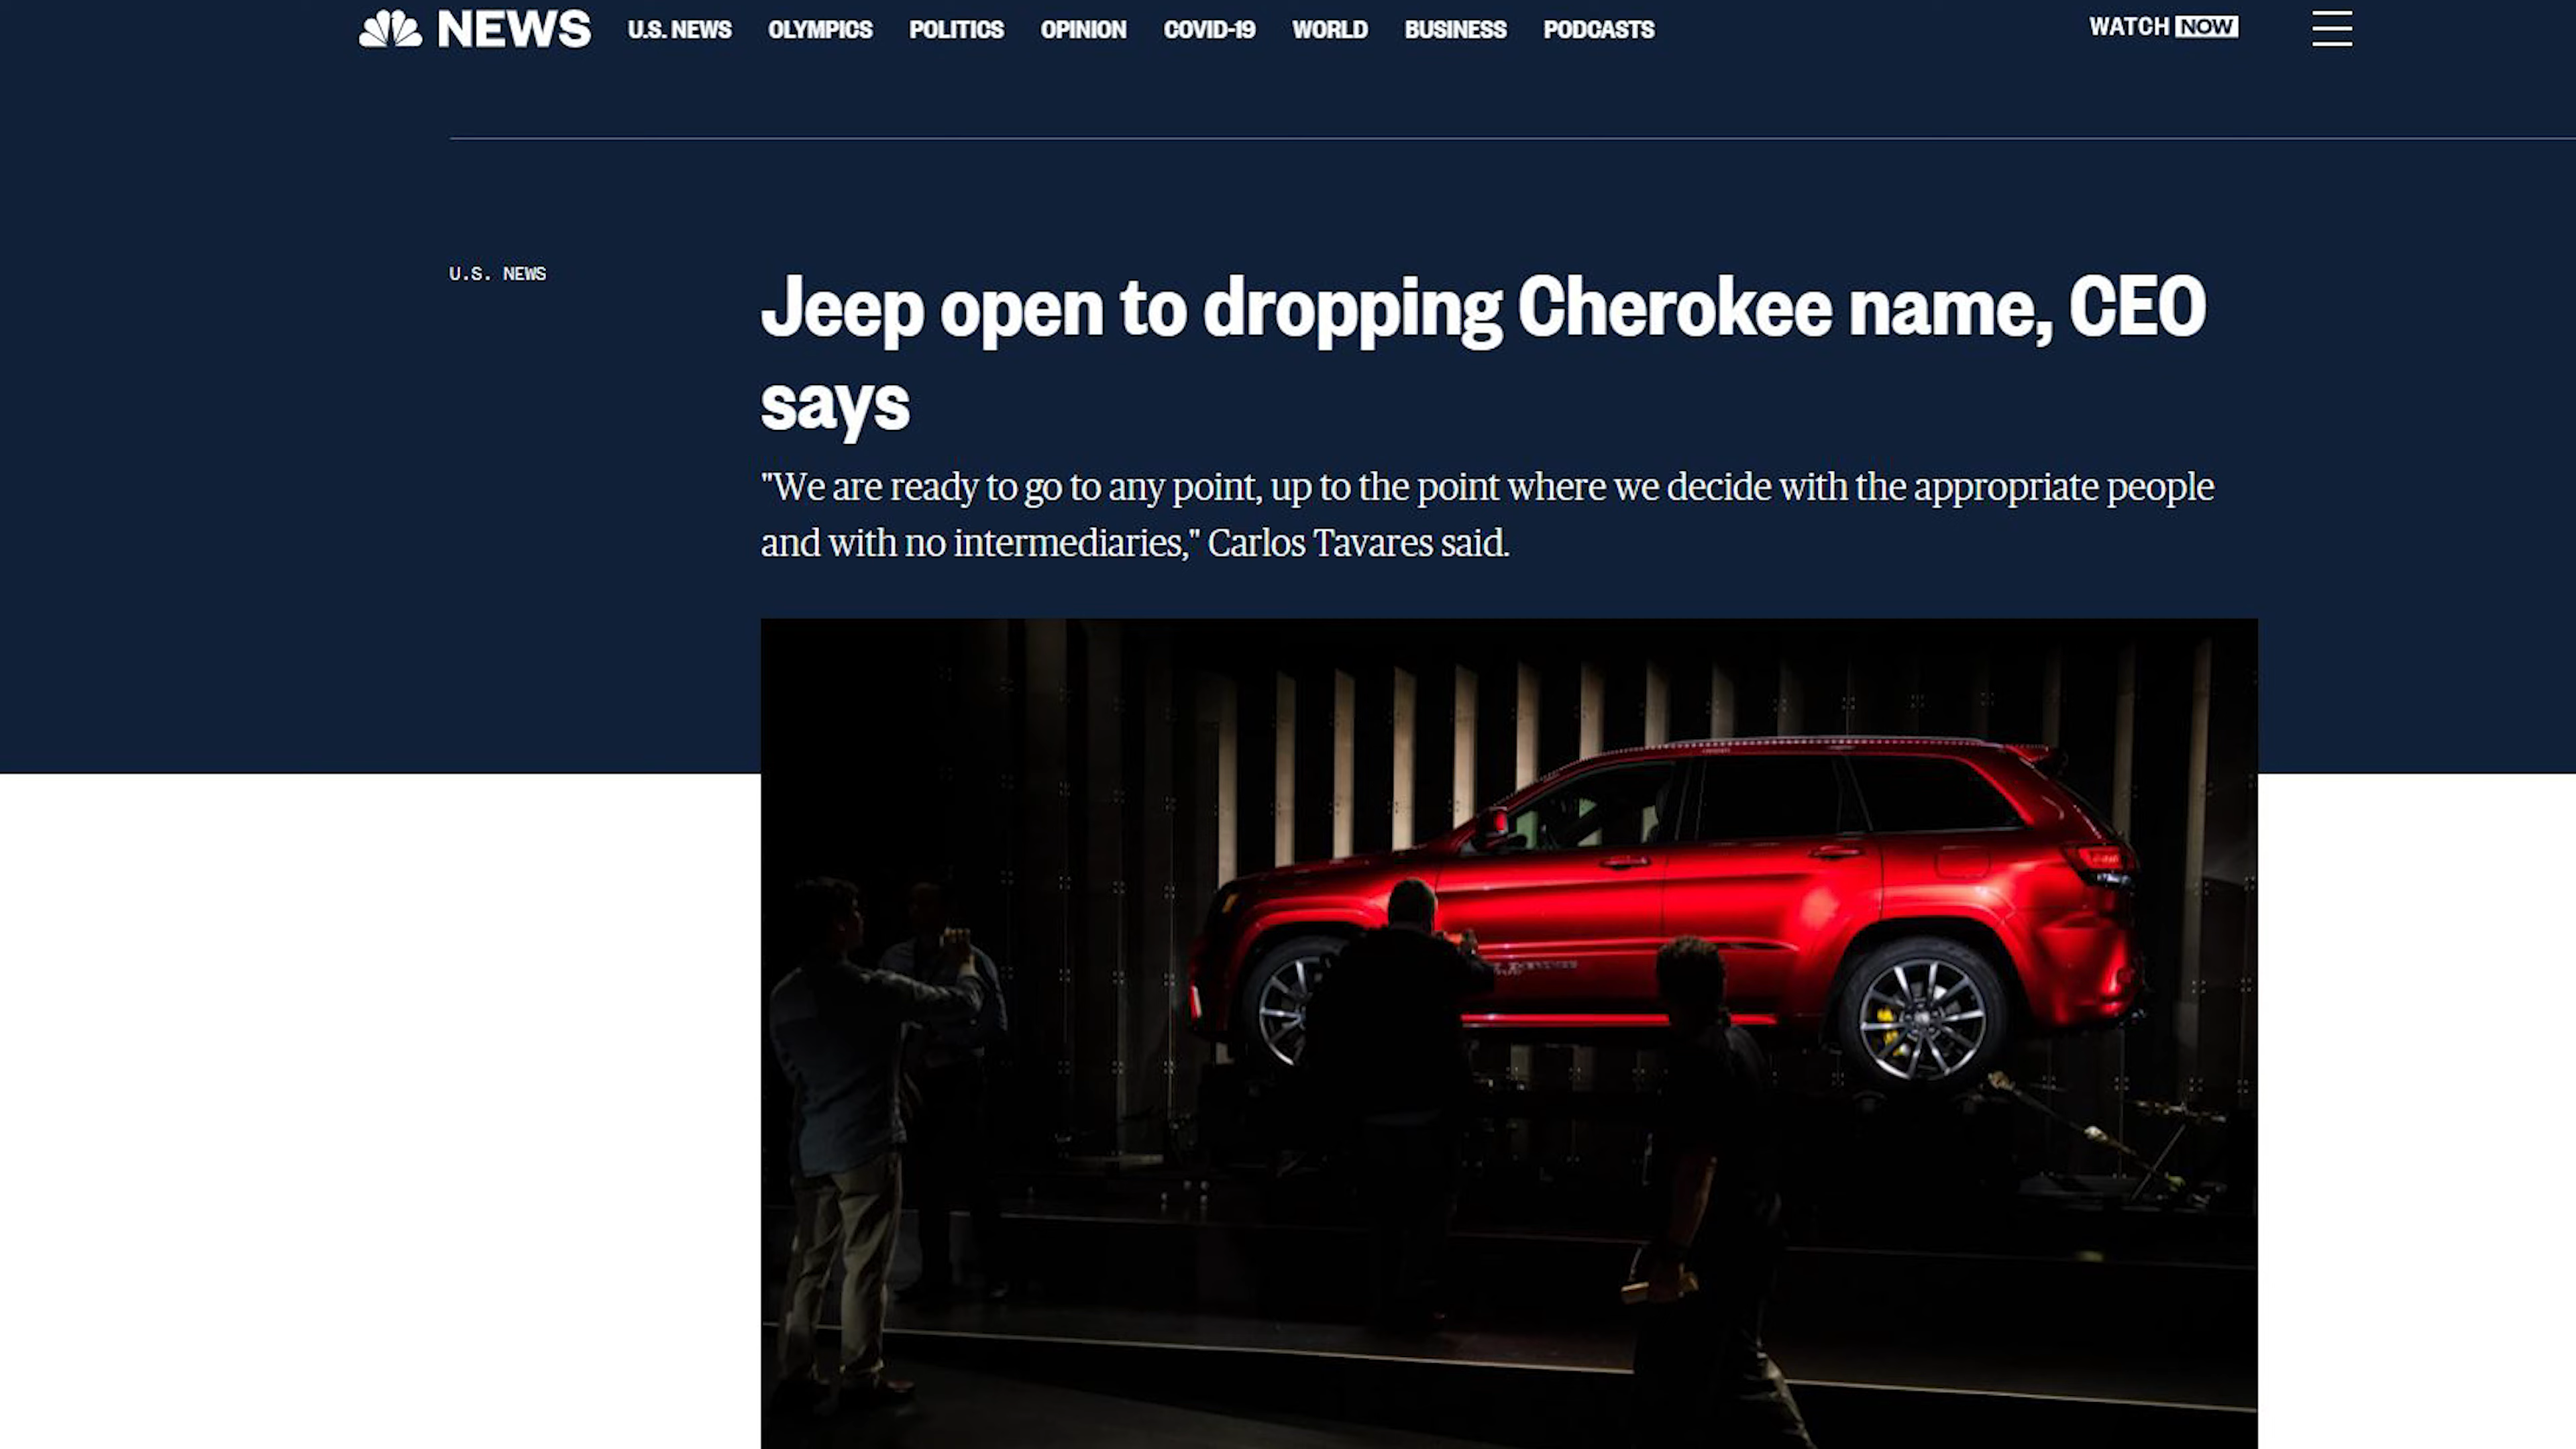 NEWS U.S. NEWS OLYMPICS POLITICS OPINION COVID-19 WORLD BUSINESS PODCASTS WATCH NOW
U.S. NEWS
Jeep open to dropping Cherokee name, CEO
says
"We are ready to go to any point, up to the point where we decide with the appropriate people
and with no intermediaries," Carlos Tavares said.